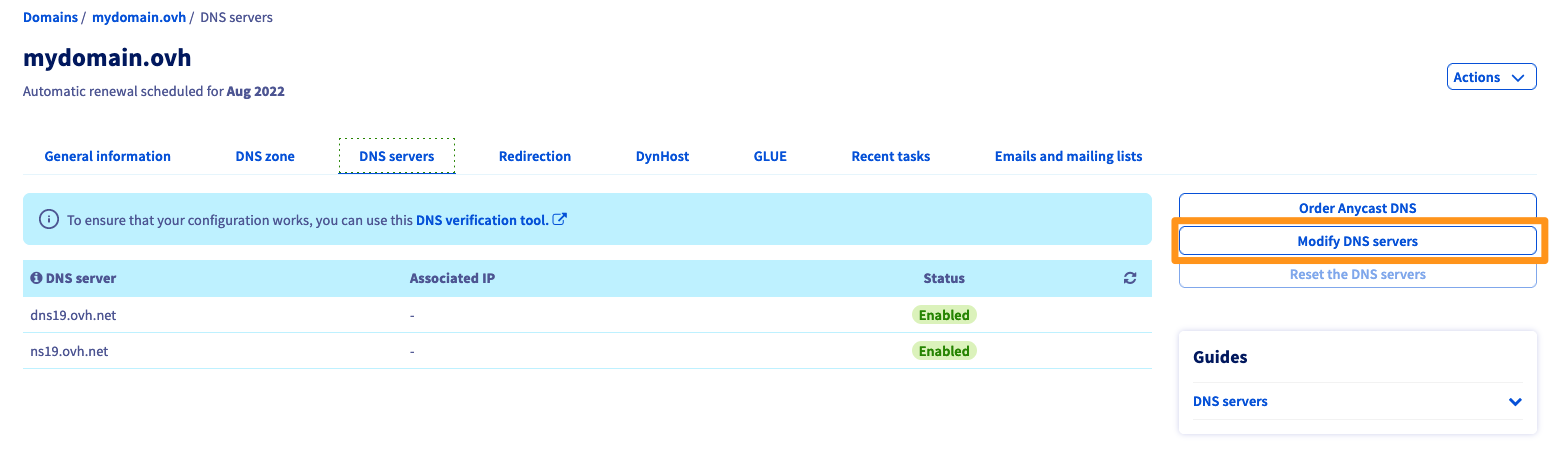 Domains / mydomain.ovh / DNS servers
mydomain.ovh
Automatic renewal scheduled for Aug 2022
Actions
General information DNS zone DNS servers Redirection DynHost GLUE Recent tasks Emails and mailing lists
To ensure that your configuration works, you can use this DNS verification tool.
DNS server Associated IP Status
dns19.ovh.net - Enabled
ns19.ovh.net - Enabled
Order Anycast DNS
Modify DNS servers
Reset the DNS servers
Guides
DNS servers